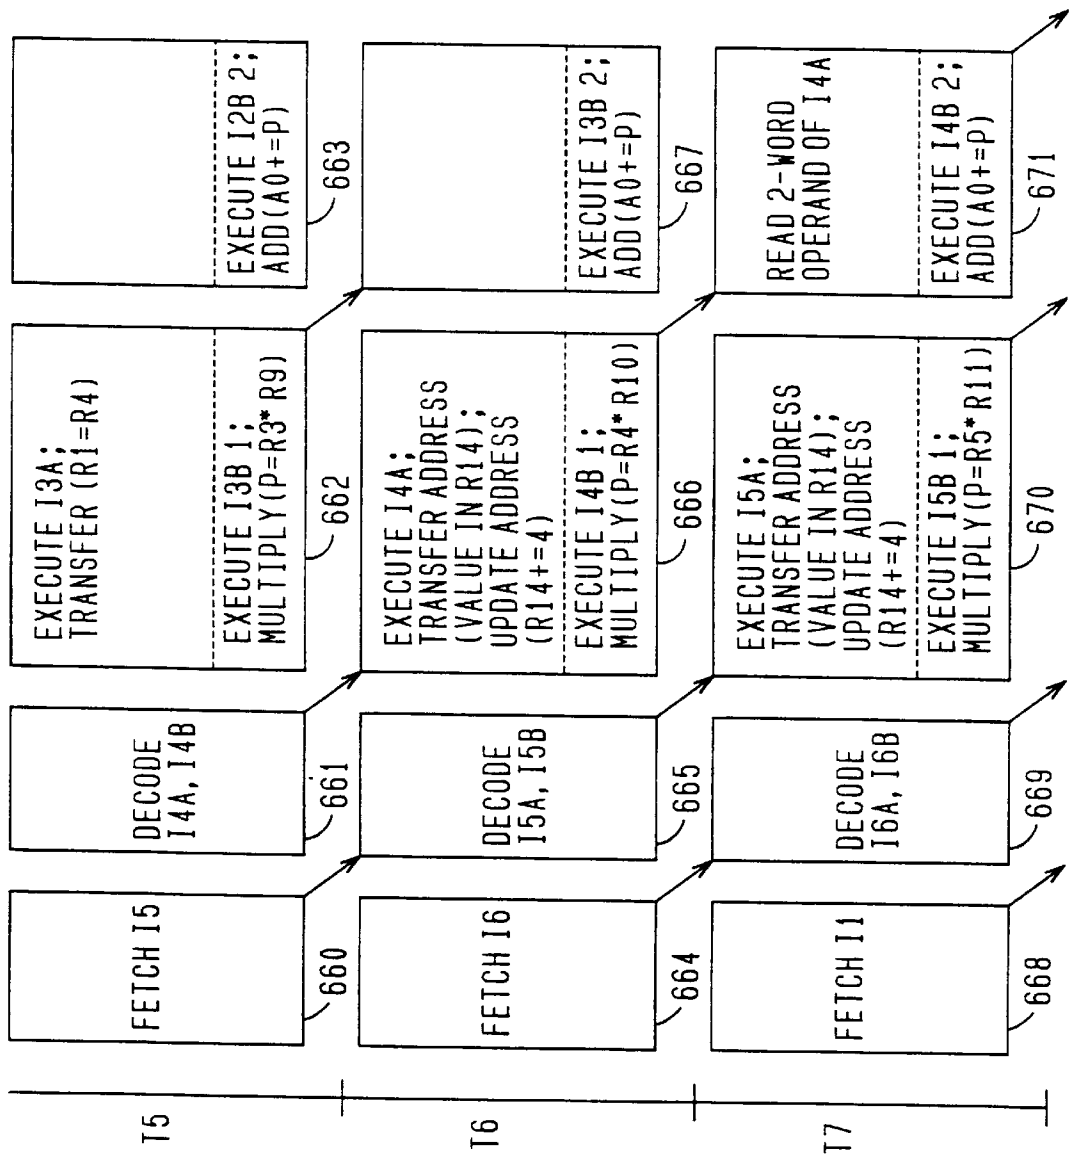 T5
FETCH I5
660
DECODE
I4A, I4B
661
EXECUTE I3A;
TRANSFER (R1=R4)
EXECUTE I3B 1;
MULTIPLY(P=R3*R9)
662
EXECUTE I2B 2;
ADD(A0+=P)
663
T6
FETCH I6
664
DECODE
I5A, I5B
665
EXECUTE I4A;
TRANSFER ADDRESS
(VALUE IN R14);
UPDATE ADDRESS
(R14+=4)
EXECUTE I4B 1;
MULTIPLY(P=R4*R10)
666
EXECUTE I3B 2;
ADD(A0+=P)
667
T7
FETCH I1
668
DECODE
I6A, I6B
669
EXECUTE I5A;
TRANSFER ADDRESS
(VALUE IN R14);
UPDATE ADDRESS
(R14+=4)
EXECUTE I5B 1;
MULTIPLY(P=R5*R11)
670
READ 2-WORD
OPERAND OF I4A
EXECUTE I4B 2;
ADD(A0+=P)
671